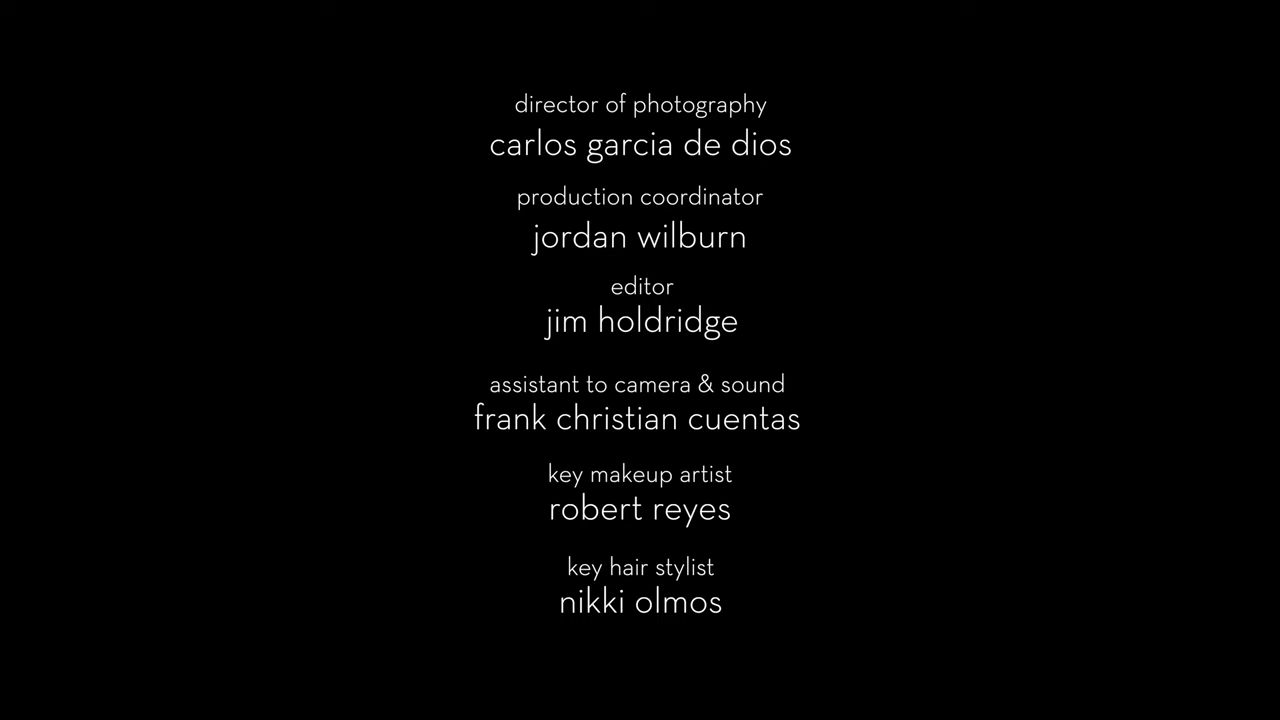 director of photography
carlos garcia de dios
production coordinator
jordan wilburn
editor
jim holdridge
assistant to camera & sound
frank christian cuentas
key makeup artist
robert reyes
key hair stylist
nikki olmos